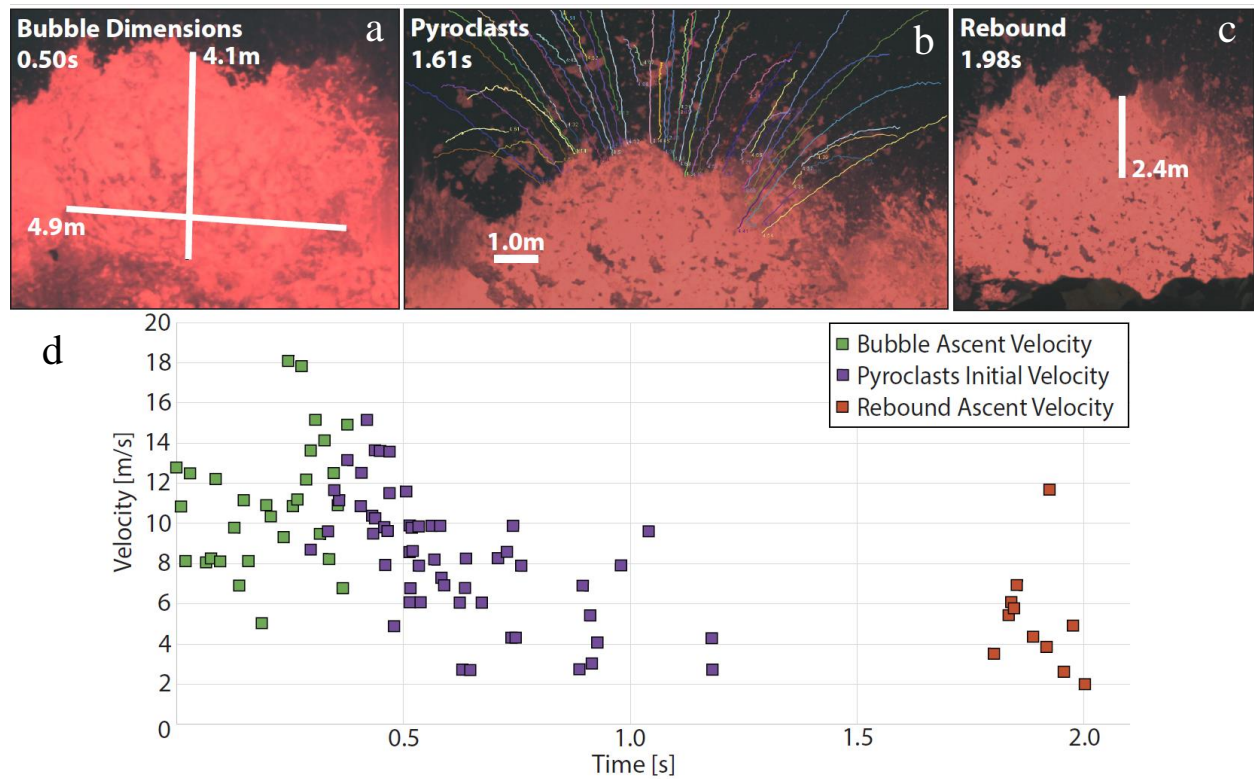 Bubble Dimensions
0.50s
a
4.1m
4.9m
Pyroclasts
1.61s
b
1.0m
Rebound
1.98s
c
2.4m
d
Velocity [m/s]
20
18
16
14
12
10
8
6
4
2
0
0.5
1.0
1.5
2.0
Time [s]
Bubble Ascent Velocity
Pyroclasts Initial Velocity
Rebound Ascent Velocity